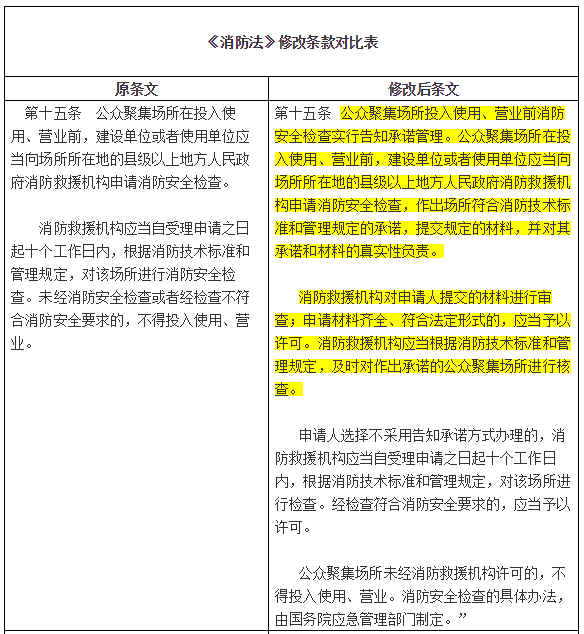 《消防法》修改条款对比表
原条文
修改后条文
第十五条 公众聚集场所在投入使
用、营业前，建设单位或者使用单位应
当向场所所在地的县级以上地方人民政
府消防救援机构申请消防安全检查。
消防救援机构应当自受理申请之日
起十个工作日内，根据消防技术标准和
管理规定，对该场所进行消防安全检
查。未经消防安全检查或者经检查不符
合消防安全要求的，不得投入使用、营
业。
第十五条 公众聚集场所投入使用、营业前消防
安全检查实行告知承诺管理。公众聚集场所在投
入使用、营业前，建设单位或者使用单位应当向
场所所在地的县级以上地方人民政府消防救援机
构申请消防安全检查，作出场所符合消防技术标
准和管理规定的承诺，提交规定的材料，并对其
承诺和材料的真实性负责。
消防救援机构对申请人提交的材料进行审
查；申请材料齐全、符合法定形式的，应当予以
许可。消防救援机构应当根据消防技术标准和管
理规定，及时对作出承诺的公众聚集场所进行核
查。
申请人选择不采用告知承诺方式办理的，消
防救援机构应当自受理申请之日起十个工作日
内，根据消防技术标准和管理规定，对该场所进
行检查。经检查符合消防安全要求的，应当予以
许可。
公众聚集场所未经消防救援机构许可的，不
得投入使用、营业。消防安全检查的具体办法，
由国务院应急管理部门制定。”